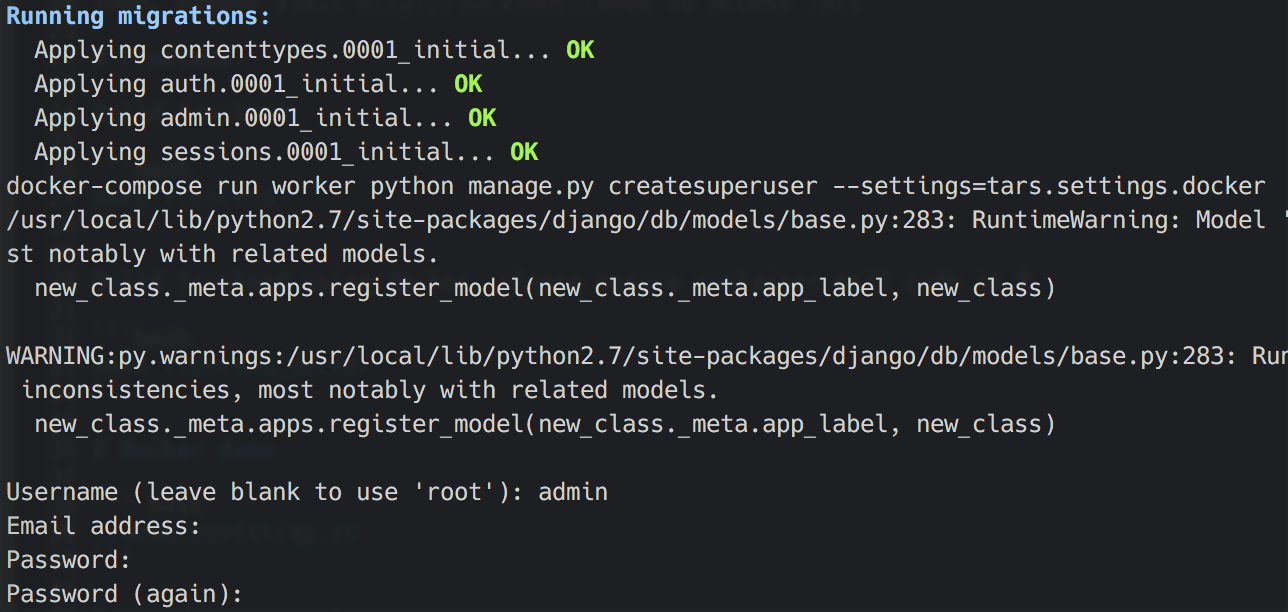 Running migrations:
  Applying contenttypes.0001_initial... OK
  Applying auth.0001_initial... OK
  Applying admin.0001_initial... OK
  Applying sessions.0001_initial... OK
docker-compose run worker python manage.py createsuperuser --settings=tars.settings.docker
/usr/local/lib/python2.7/site-packages/django/db/models/base.py:283: RuntimeWarning: Model '
st notably with related models.
  new_class._meta.apps.register_model(new_class._meta.app_label, new_class)
WARNING:py.warnings:/usr/local/lib/python2.7/site-packages/django/db/models/base.py:283: Run
 inconsistencies, most notably with related models.
  new_class._meta.apps.register_model(new_class._meta.app_label, new_class)
Username (leave blank to use 'root'): admin
Email address:
Password:
Password (again):